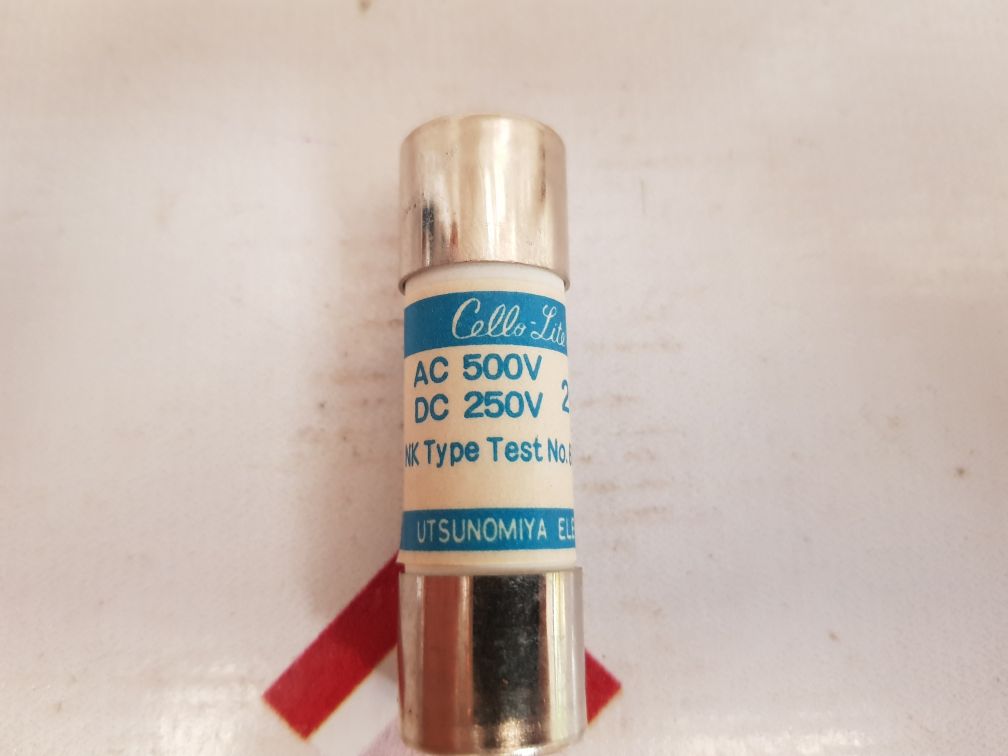 Cello-Lite
AC 500V
DC 250V
NK Type Test No.
UTSUNOMIYA